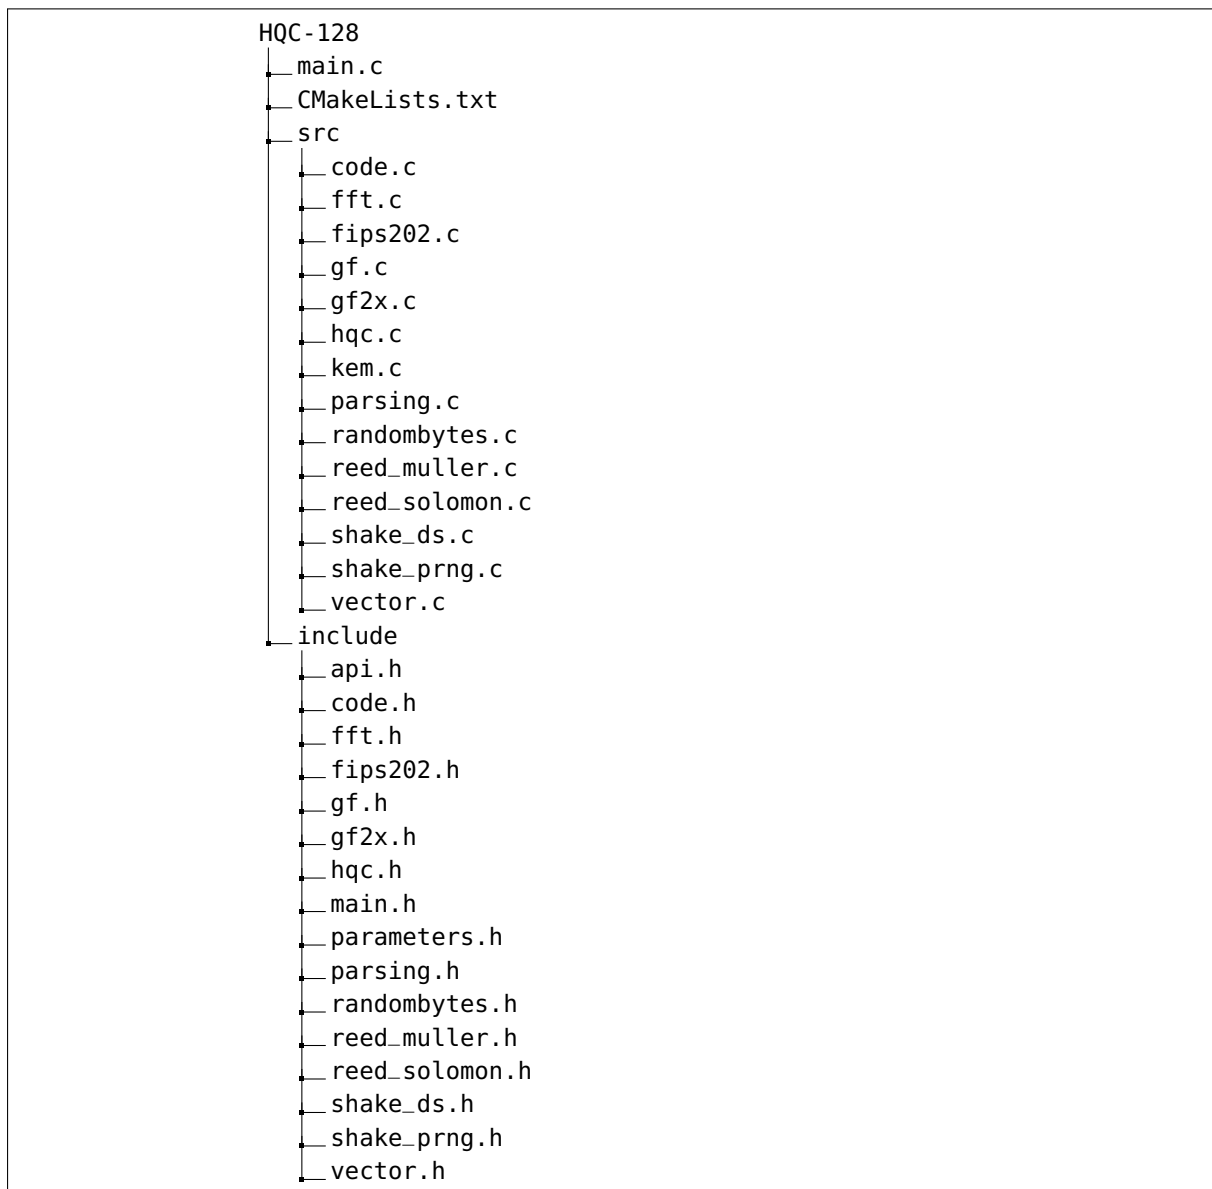 HQC-128
main.c
CMakeLists.txt
src
code.c
fft.c
fips202.c
gf.c
gf2x.c
hqc.c
kem.c
parsing.c
randombytes.c
reed_muller.c
reed_solomon.c
shake_ds.c
shake_prng.c
vector.c
include
api.h
code.h
fft.h
fips202.h
gf.h
gf2x.h
hqc.h
main.h
parameters.h
parsing.h
randombytes.h
reed_muller.h
reed_solomon.h
shake_ds.h
shake_prng.h
vector.h